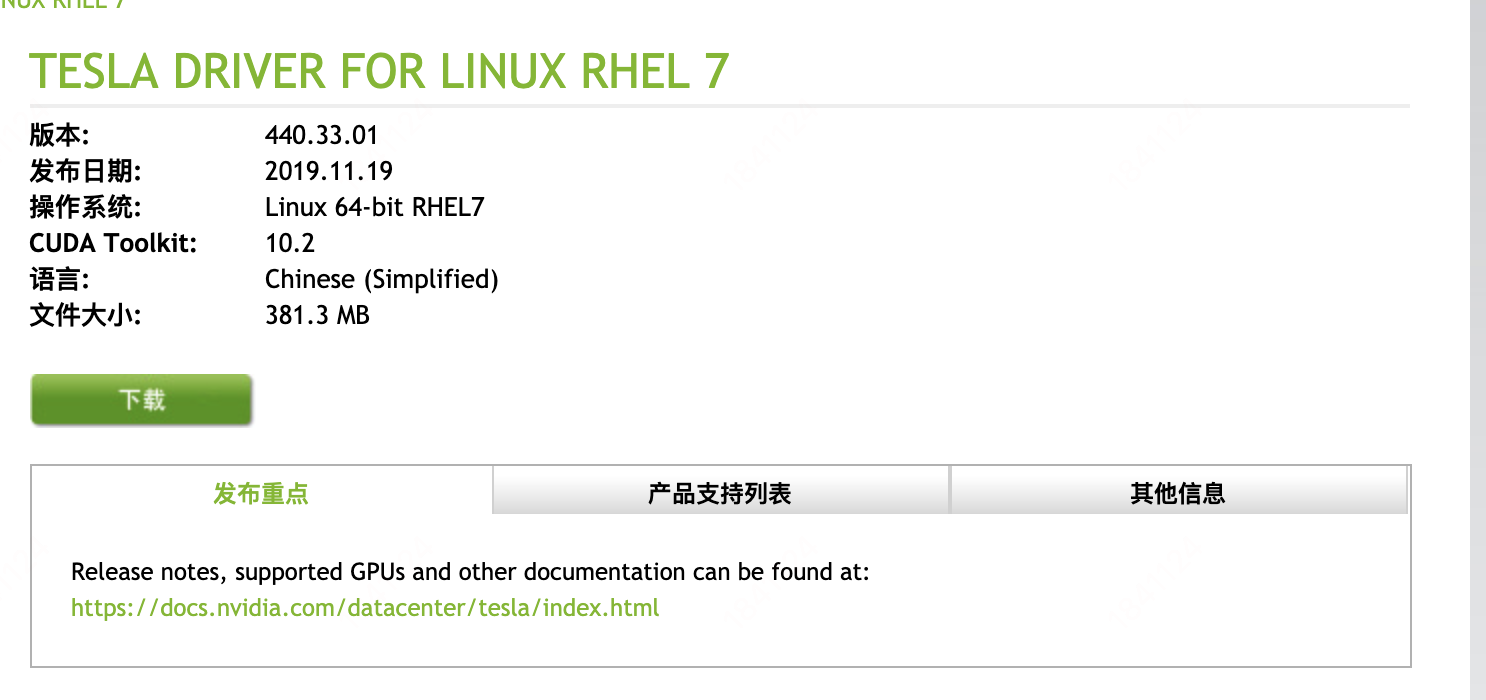 NUX RHEL 7
TESLA DRIVER FOR LINUX RHEL 7
版本: 440.33.01
发布日期: 2019.11.19
操作系统: Linux 64-bit RHEL7
CUDA Toolkit: 10.2
语言: Chinese (Simplified)
文件大小: 381.3 MB
下载
发布重点 产品支持列表 其他信息
Release notes, supported GPUs and other documentation can be found at:
https://docs.nvidia.com/datacenter/tesla/index.html